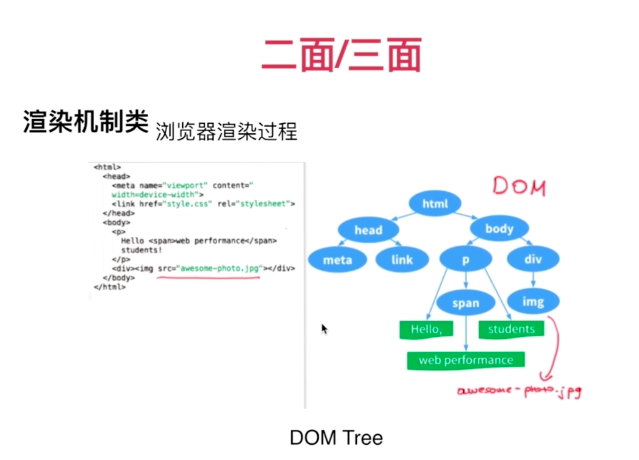 二面/三面
渲染机制类 浏览器渲染过程
<html>
<head>
<meta name="viewport" content="
width=device-width">
<link href="style.css" rel="stylesheet">
</head>
<body>
<p>
Hello <span>web performance</span>
students!
</p>
<div><img src="awesome-photo.jpg"></div>
</body>
</html>
DOM
html
head
body
meta
link
p
div
span
img
Hello,
students
web performance
awesome-photo.jpg
DOM Tree